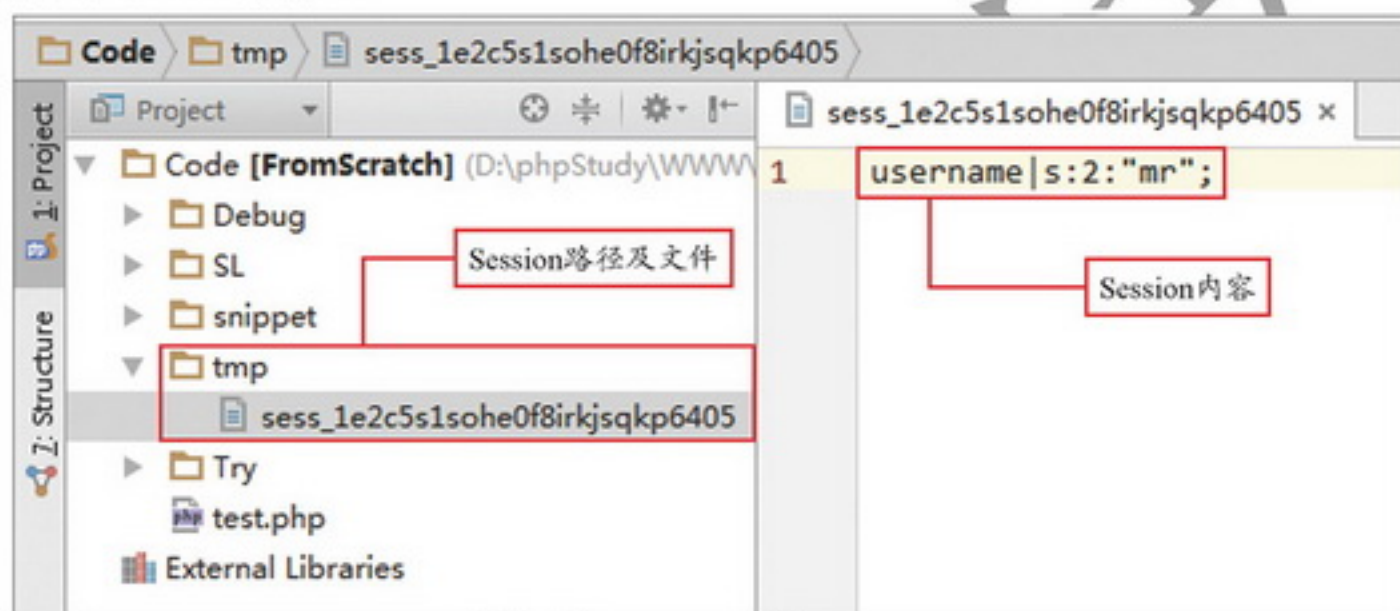 Code tmp sess_1e2c5s1sohe0f8irkjsqkp6405
1: Project
7: Structure
Project
sess_1e2c5s1sohe0f8irkjsqkp6405 ×
Code [FromScratch] (D:\phpStudy\WWW\
1 username|s:2:"mr";
Debug
SL
Session路径及文件
Session内容
snippet
tmp
sess_1e2c5s1sohe0f8irkjsqkp6405
Try
php test.php
External Libraries